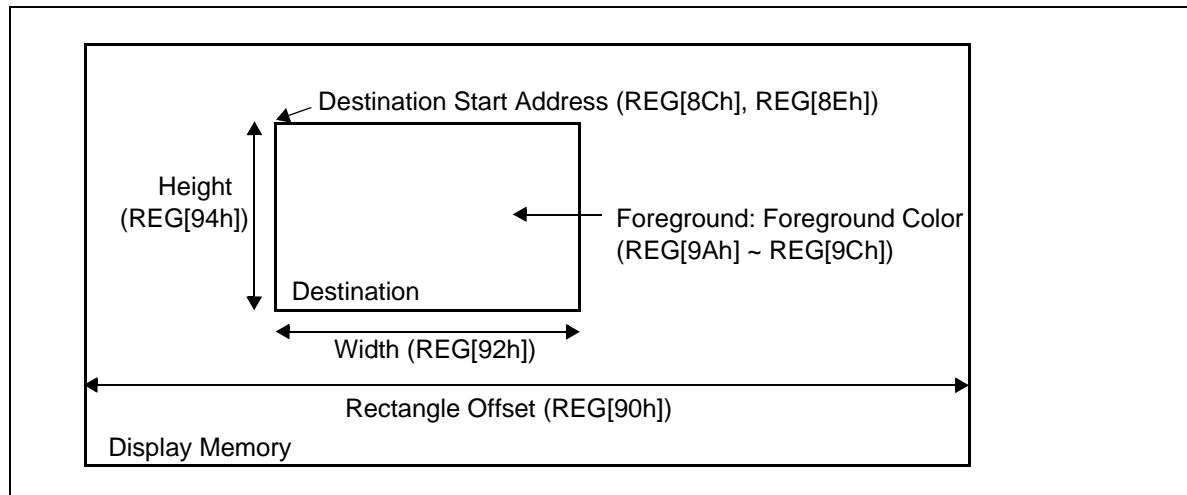 Destination Start Address (REG[8Ch], REG[8Eh])
Height
(REG[94h])
Foreground: Foreground Color
(REG[9Ah] ~ REG[9Ch])
Destination
Width (REG[92h])
Rectangle Offset (REG[90h])
Display Memory